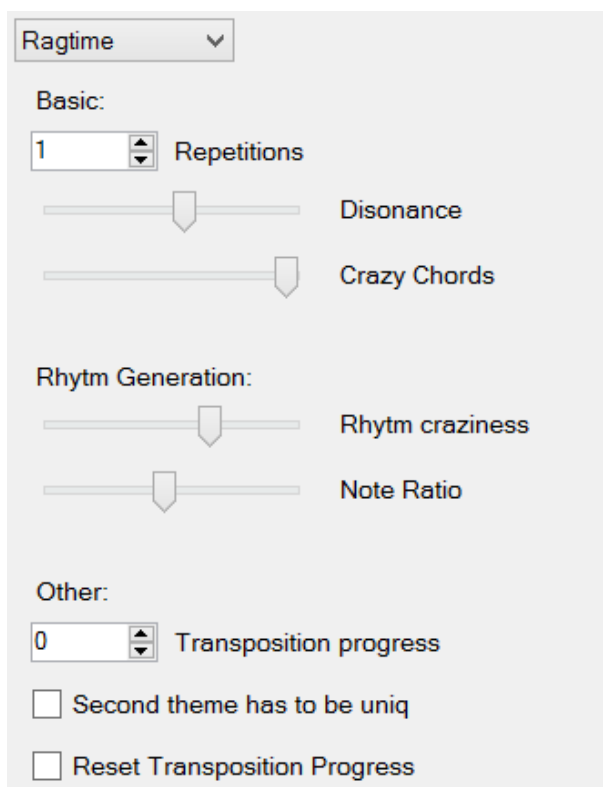 Ragtime
Basic:
1 Repetitions
Disonance
Crazy Chords
Rhytm Generation:
Rhytm craziness
Note Ratio
Other:
0 Transposition progress
Second theme has to be uniq
Reset Transposition Progress